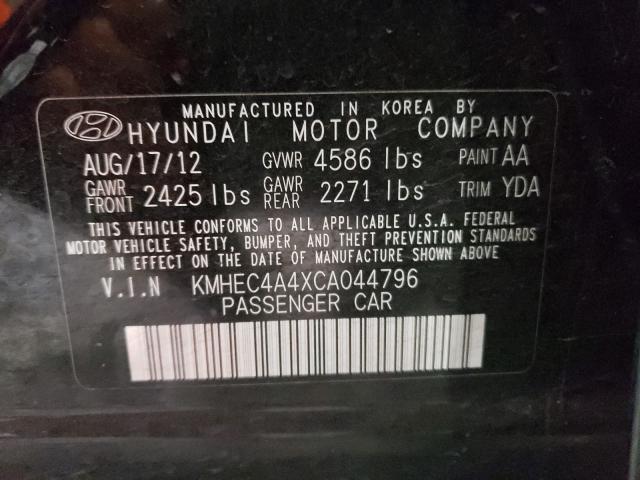 MANUFACTURED IN KOREA BY
HYUNDAI MOTOR COMPANY
AUG/17/12 GVWR 4586 lbs PAINT AA
GAWR FRONT 2425 lbs GAWR REAR 2271 lbs TRIM YDA
THIS VEHICLE CONFORMS TO ALL APPLICABLE U.S.A. FEDERAL
MOTOR VEHICLE SAFETY, BUMPER, AND THEFT PREVENTION STANDARDS
IN EFFECT ON THE DATE OF MANUFACTURE SHOWN ABOVE
V.I.N KMHEC4A4XCA044796
PASSENGER CAR